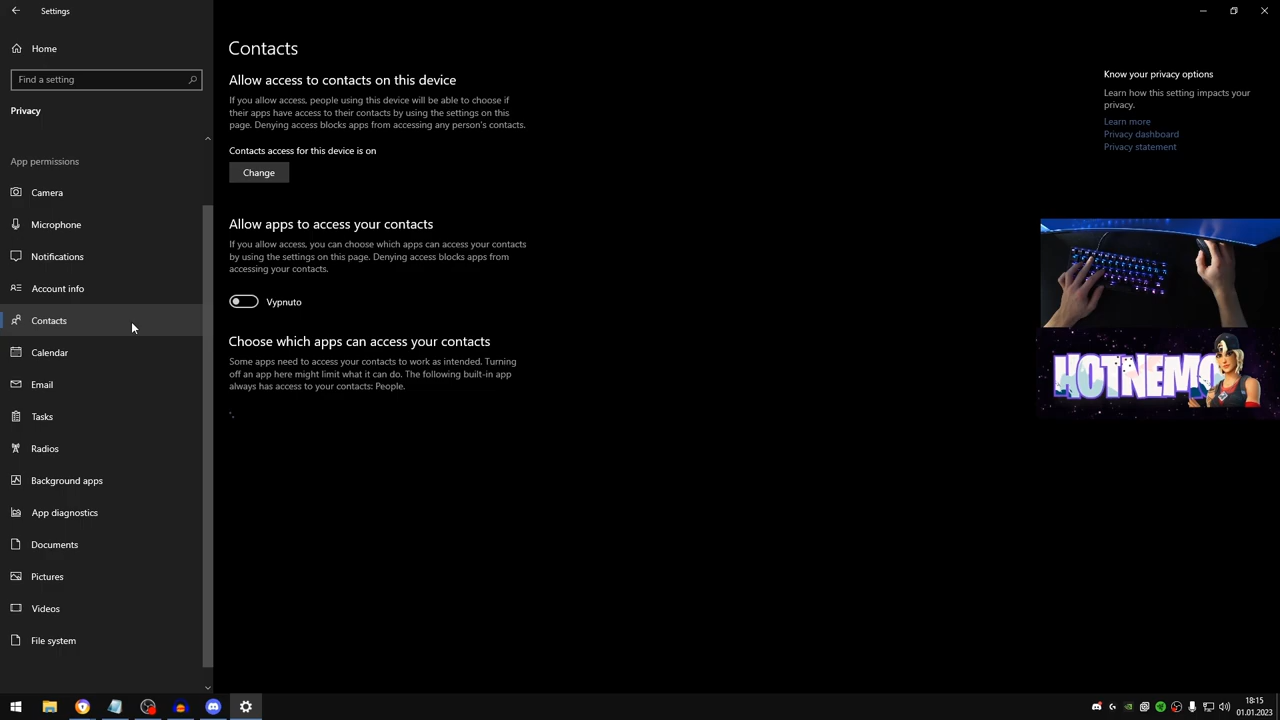 Settings
Home
Find a setting
Privacy
App permissions
Camera
Microphone
Notifications
Account info
Contacts
Calendar
Email
Tasks
Radios
Background apps
App diagnostics
Documents
Pictures
Videos
File system
Contacts
Allow access to contacts on this device
If you allow access, people using this device will be able to choose if
their apps have access to their contacts by using the settings on this
page. Denying access blocks apps from accessing any person's contacts.
Contacts access for this device is on
Change
Allow apps to access your contacts
If you allow access, you can choose which apps can access your contacts
by using the settings on this page. Denying access blocks apps from
accessing your contacts.
Vypnuto
Choose which apps can access your contacts
Some apps need to access your contacts to work as intended. Turning
off an app here might limit what it can do. The following built-in app
always has access to your contacts: People.
Know your privacy options
Learn how this setting impacts your
privacy.
Learn more
Privacy dashboard
Privacy statement
HOTNEMO
18:15
01.01.2023